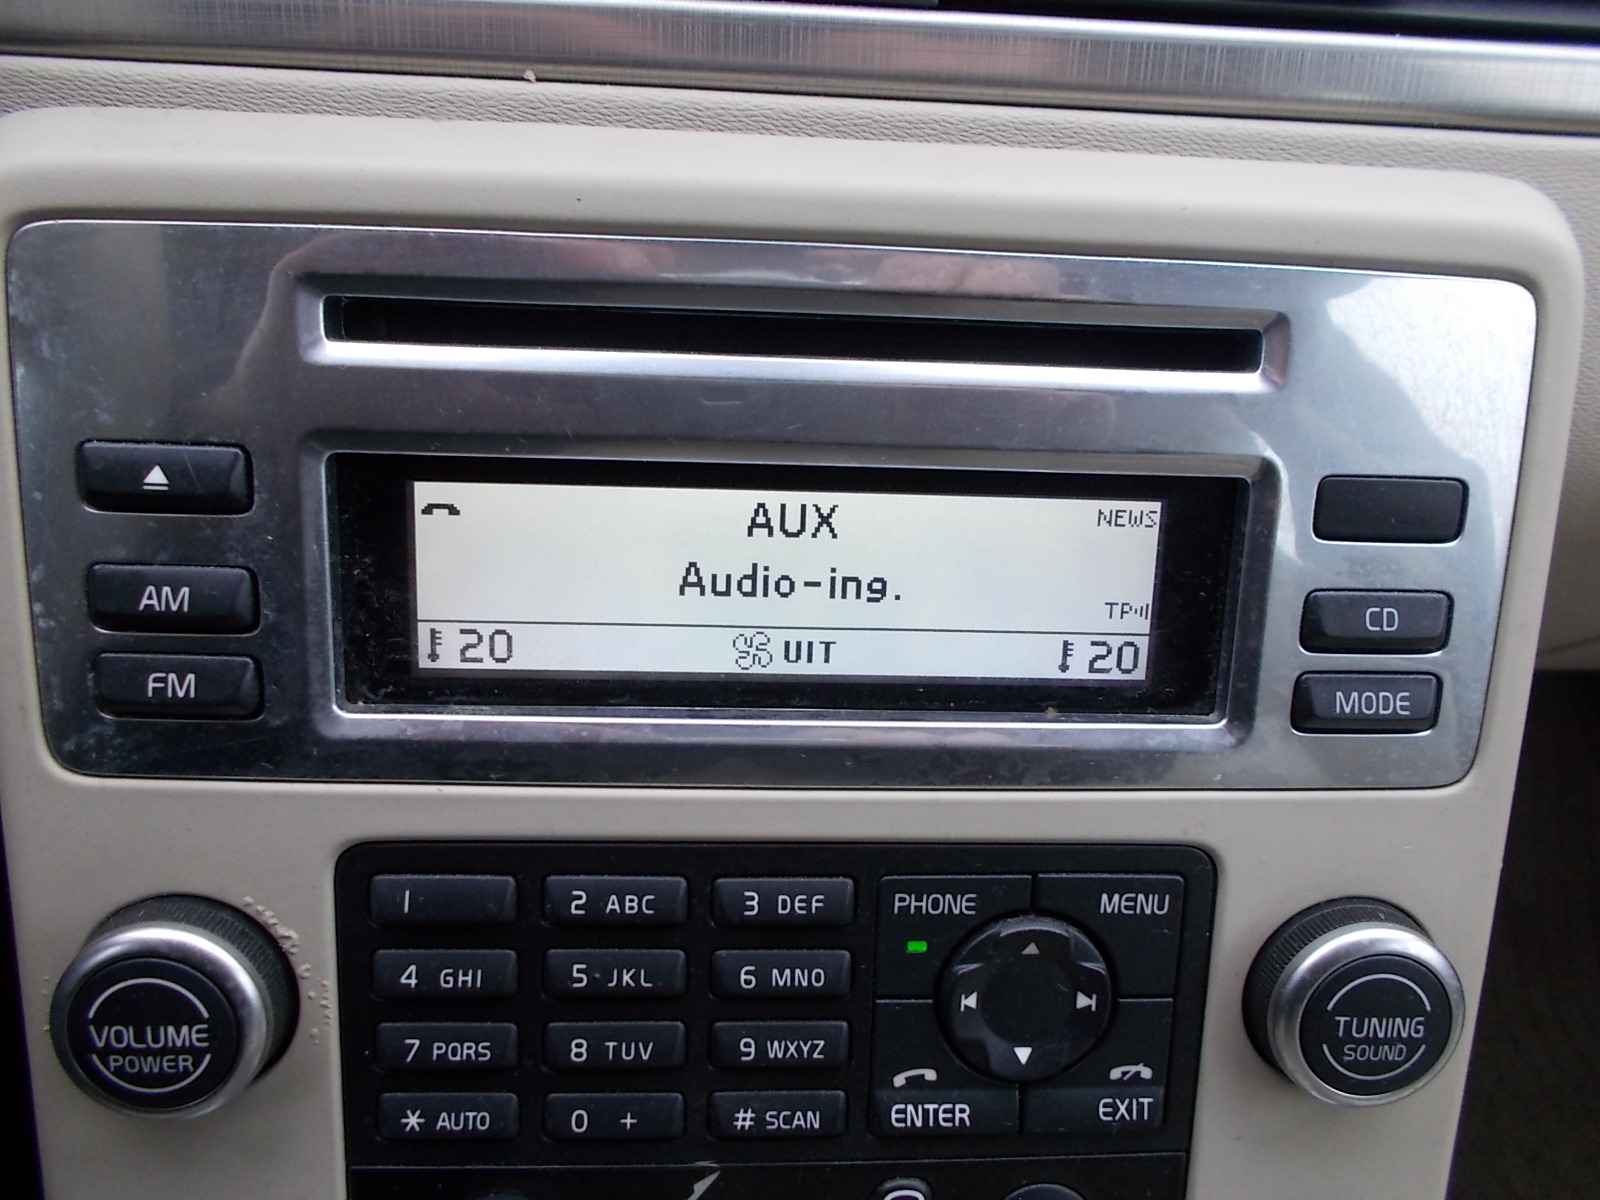 AUX
NEWS
Audio-ing.
TP
20 UIT 20
AM
FM
CD
MODE
1 2 ABC 3 DEF
4 GHI 5 JKL 6 MNO
7 PQRS 8 TUV 9 WXYZ
* AUTO 0 + # SCAN
PHONE MENU
ENTER EXIT
VOLUME
POWER
TUNING
SOUND